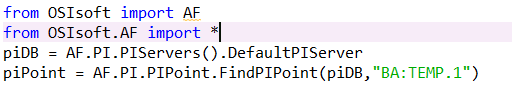 from OSIsoft import AF
from OSIsoft.AF import *
piDB = AF.PI.PIServers().DefaultPIServer
piPoint = AF.PI.PIPoint.FindPIPoint(piDB,"BA:TEMP.1")